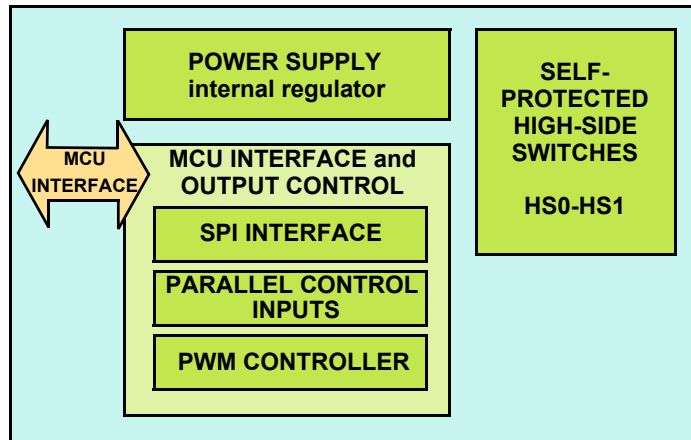 POWER SUPPLY
internal regulator
SELF-
PROTECTED
HIGH-SIDE
SWITCHES
HS0-HS1
MCU
INTERFACE
MCU INTERFACE and
OUTPUT CONTROL
SPI INTERFACE
PARALLEL CONTROL
INPUTS
PWM CONTROLLER